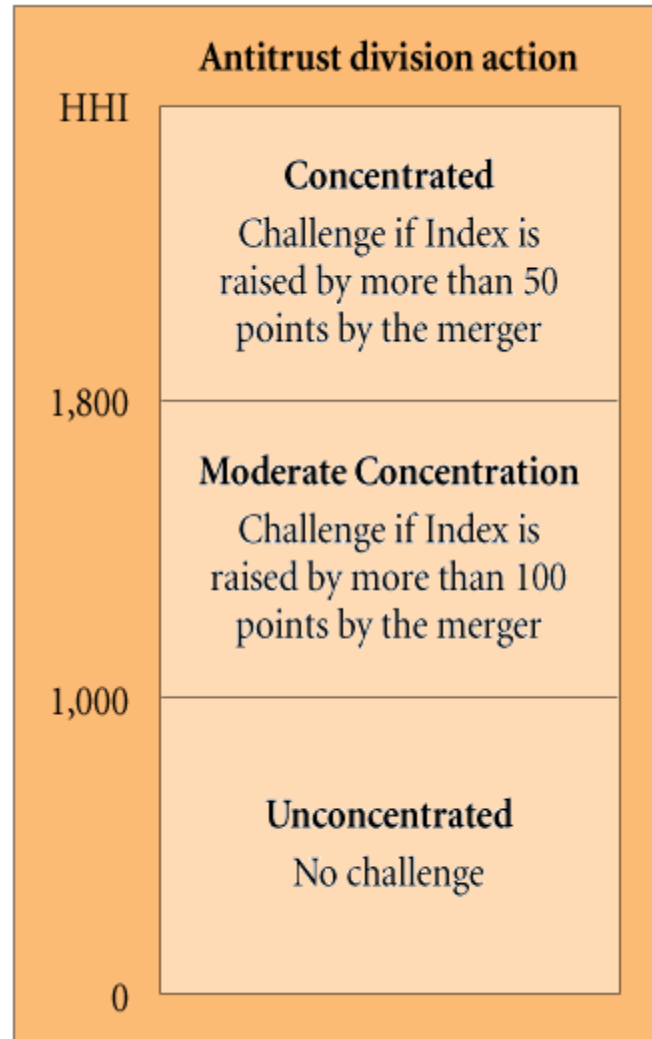 Antitrust division action
HHI
Concentrated
Challenge if Index is
raised by more than 50
points by the merger
1,800
Moderate Concentration
Challenge if Index is
raised by more than 100
points by the merger
1,000
Unconcentrated
No challenge
0